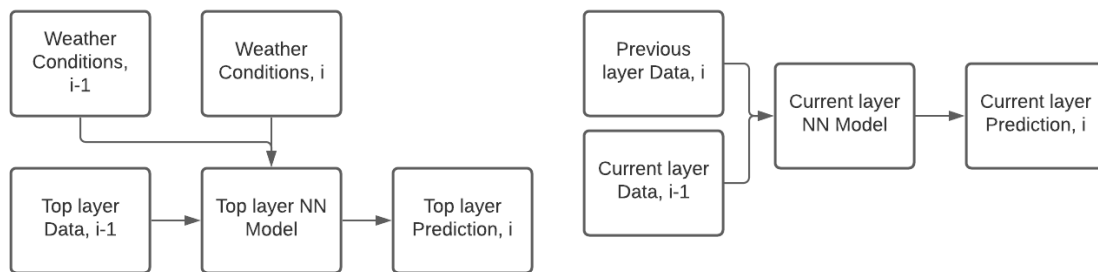 Weather
Conditions,
i-1
Weather
Conditions, i
Top layer
Data, i-1
Top layer NN
Model
Top layer
Prediction, i
Previous
layer Data, i
Current layer
Data, i-1
Current layer
NN Model
Current layer
Prediction, i